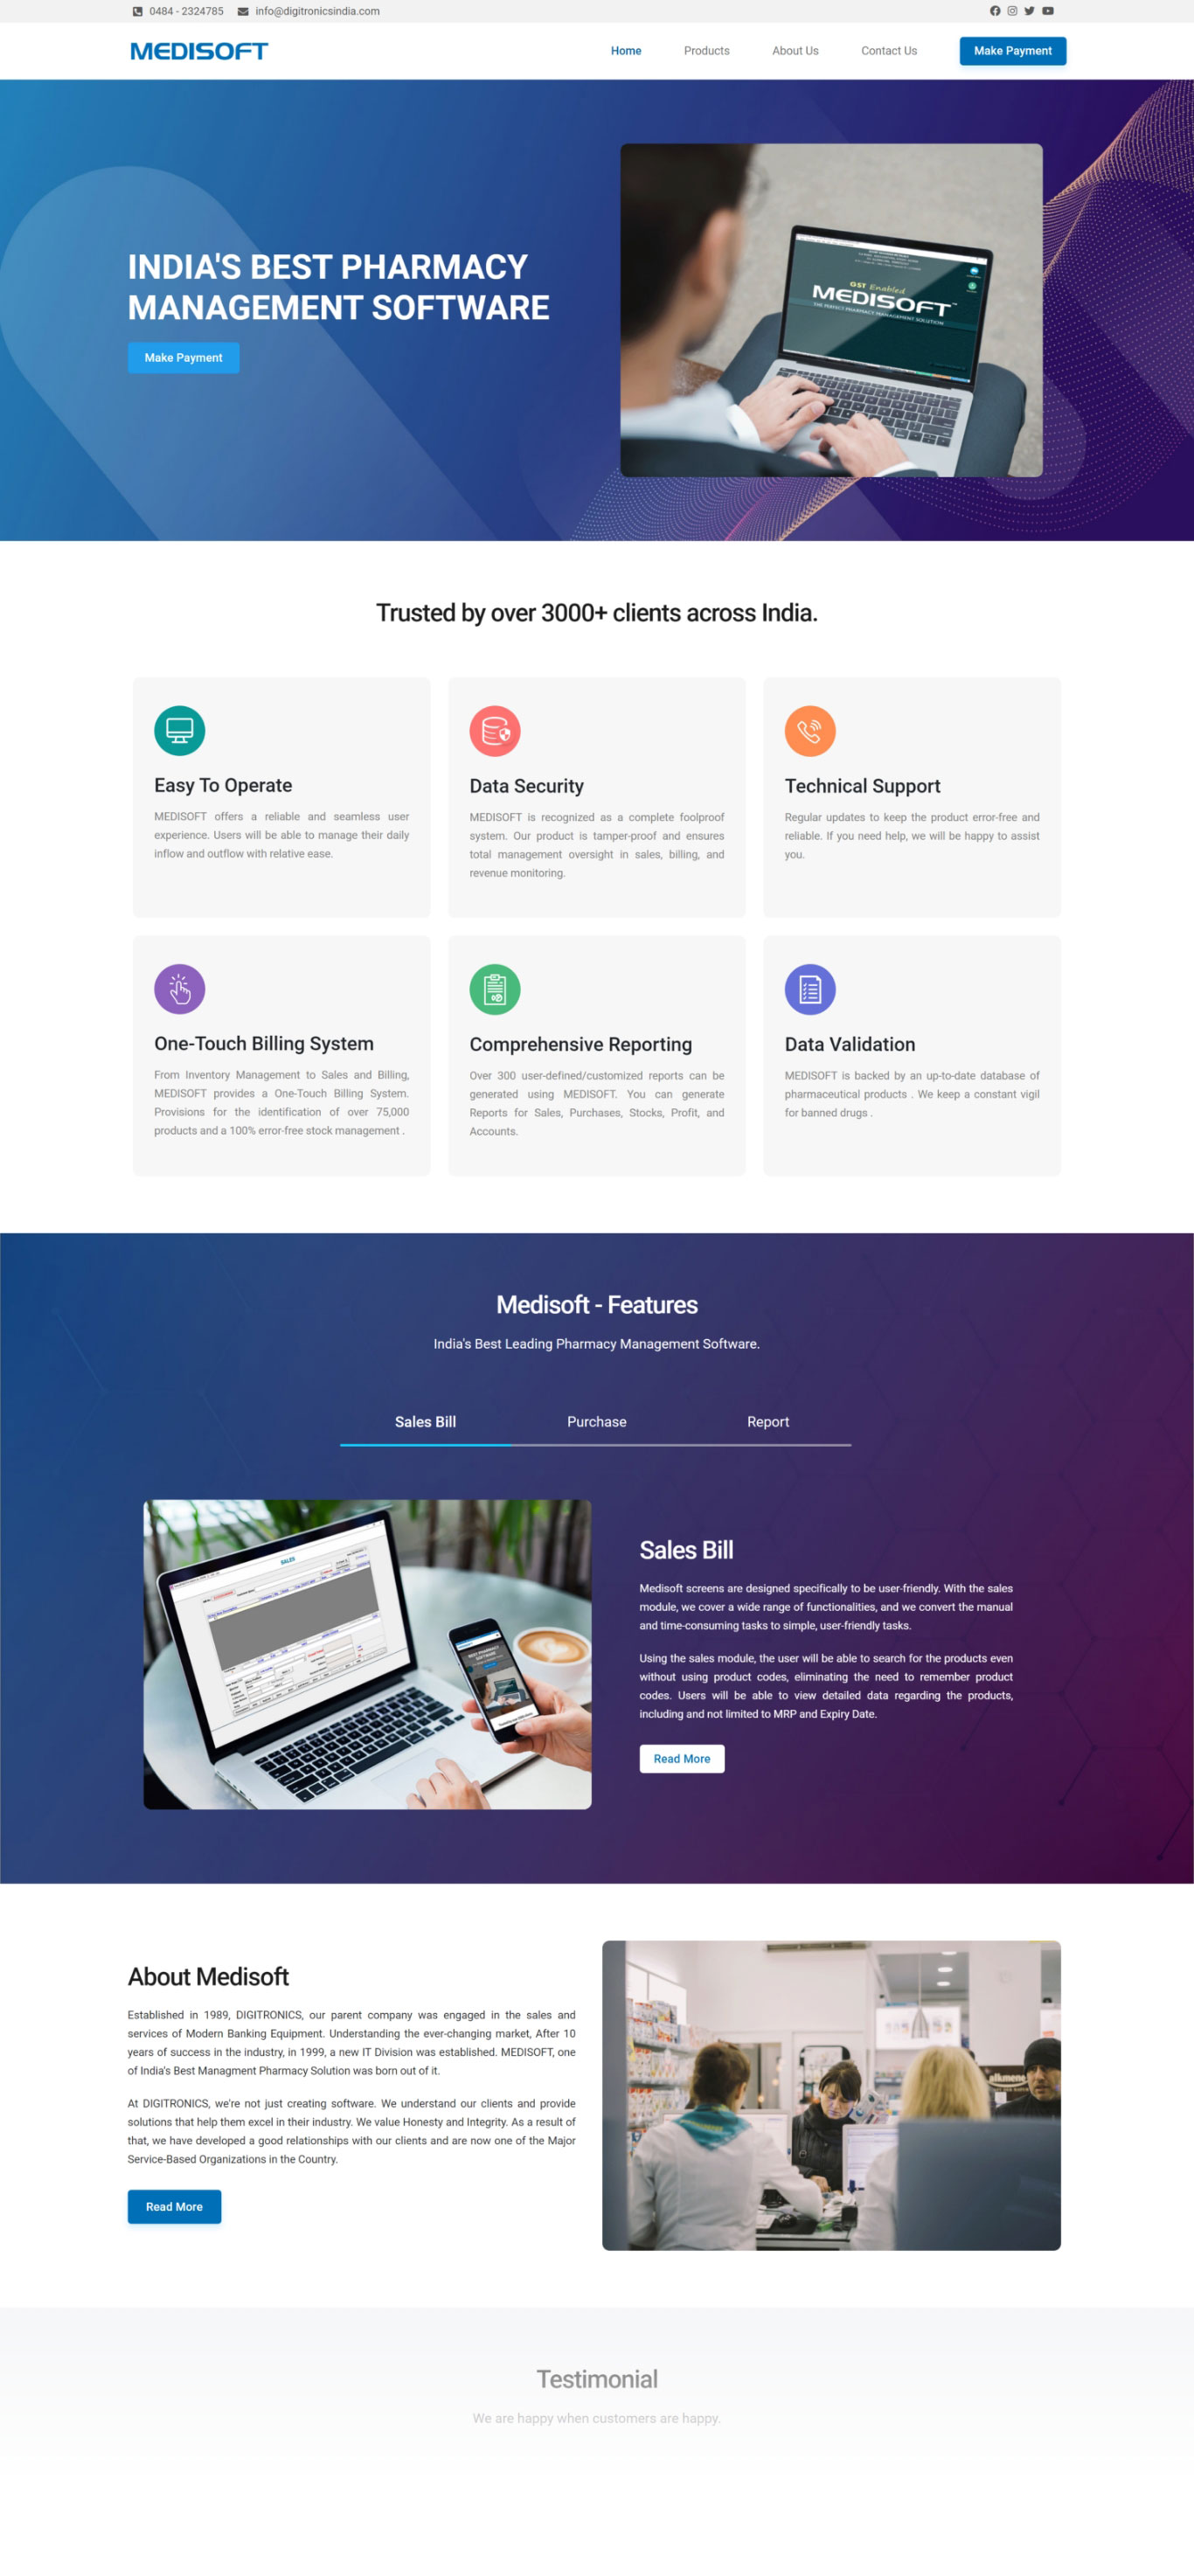 0484 - 2324785 info@digitronicsindia.com
MEDISOFT
Home Products About Us Contact Us Make Payment
INDIA'S BEST PHARMACY
MANAGEMENT SOFTWARE
Make Payment
GST Enabled
MEDISOFT
THE PERFECT PHARMACY MANAGEMENT SOLUTION
Trusted by over 3000+ clients across India.
Easy To Operate
MEDISOFT offers a reliable and seamless user
experience. Users will be able to manage their daily
inflow and outflow with relative ease.
Data Security
MEDISOFT is recognized as a complete foolproof
system. Our product is tamper-proof and ensures
total management oversight in sales, billing, and
revenue monitoring.
Technical Support
Regular updates to keep the product error-free and
reliable. If you need help, we will be happy to assist
you.
One-Touch Billing System
From Inventory Management to Sales and Billing,
MEDISOFT provides a One-Touch Billing System.
Provisions for the identification of over 75,000
products and a 100% error-free stock management .
Comprehensive Reporting
Over 300 user-defined/customized reports can be
generated using MEDISOFT. You can generate
Reports for Sales, Purchases, Stocks, Profit, and
Accounts.
Data Validation
MEDISOFT is backed by an up-to-date database of
pharmaceutical products . We keep a constant vigil
for banned drugs .
Medisoft - Features
India's Best Leading Pharmacy Management Software.
Sales Bill Purchase Report
SALES
Sales Bill
Medisoft screens are designed specifically to be user-friendly. With the sales
module, we cover a wide range of functionalities, and we convert the manual
and time-consuming tasks to simple, user-friendly tasks.
Using the sales module, the user will be able to search for the products even
without using product codes, eliminating the need to remember product
codes. Users will be able to view detailed data regarding the products,
including and not limited to MRP and Expiry Date.
Read More
About Medisoft
Established in 1989, DIGITRONICS, our parent company was engaged in the sales and
services of Modern Banking Equipment. Understanding the ever-changing market, After 10
years of success in the industry, in 1999, a new IT Division was established. MEDISOFT, one
of India's Best Managment Pharmacy Solution was born out of it.
At DIGITRONICS, we're not just creating software. We understand our clients and provide
solutions that help them excel in their industry. We value Honesty and Integrity. As a result of
that, we have developed a good relationships with our clients and are now one of the Major
Service-Based Organizations in the Country.
Read More
alkmene
Testimonial
We are happy when customers are happy.